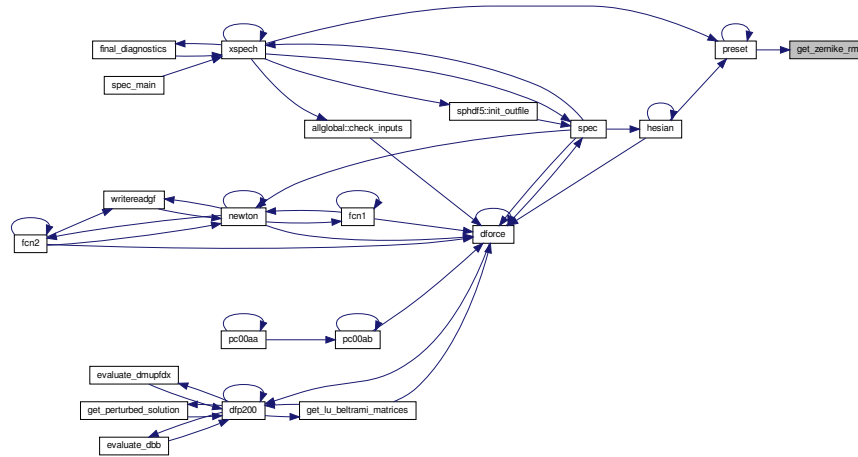 final_diagnostics
xspech
preset
get_zernike_rm
spec_main
sphdf5::init_outfile
allglobal::check_inputs
spec
hesian
writereadgf
newton
fcn1
fcn2
dforce
pc00aa
pc00ab
evaluate_dmupfdx
get_perturbed_solution
dfp200
get_lu_beltrami_matrices
evaluate_dbb